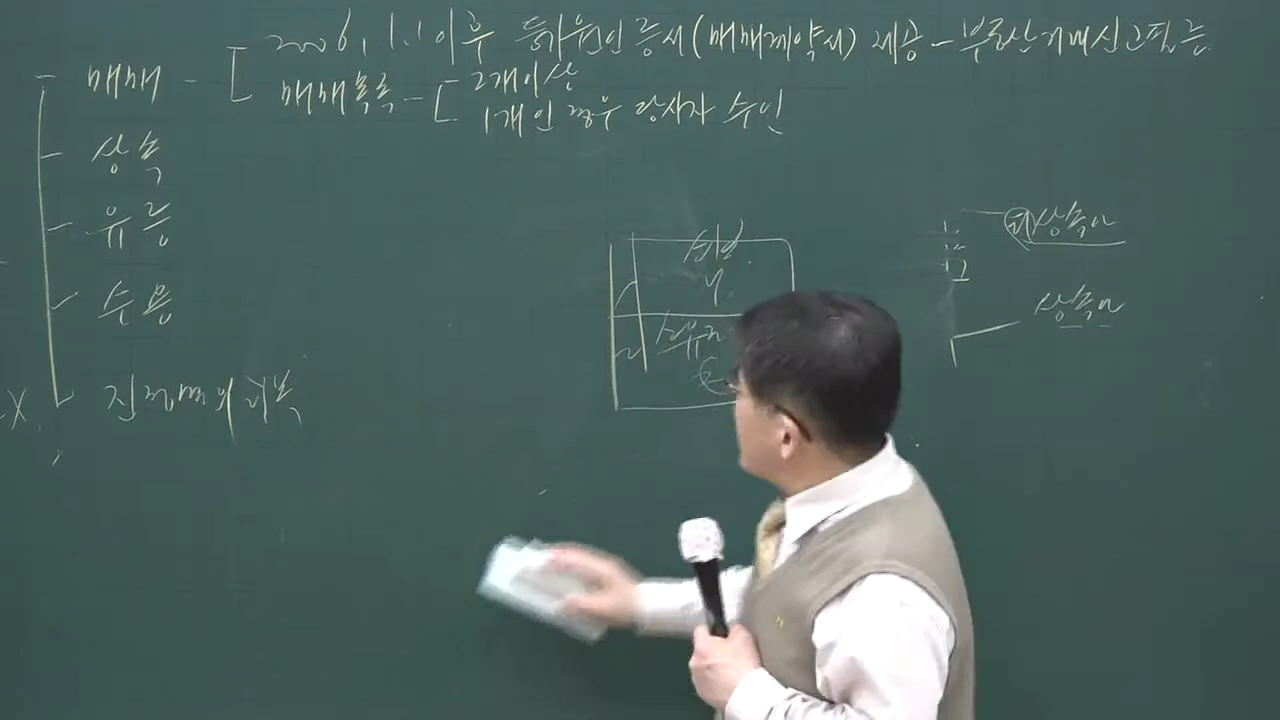 2006. 1.1 이후 등기원인증서(매매계약서) 제공 - 부동산거래신고필증
매매 - [ 매매목록 - [ 2개이상
1개인 경우 당사자 수인
상속
유증
수용
X 진정명의회복
보존
피상속인
상속인